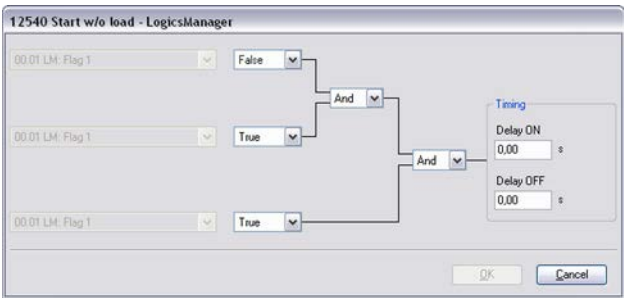 12540 Start w/o load - LogicsManager
00.01 LM: Flag 1
False
And
Timing
00.01 LM: Flag 1
True
Delay ON
0,00 s
And
Delay OFF
0,00 s
00.01 LM: Flag 1
True
OK
Cancel